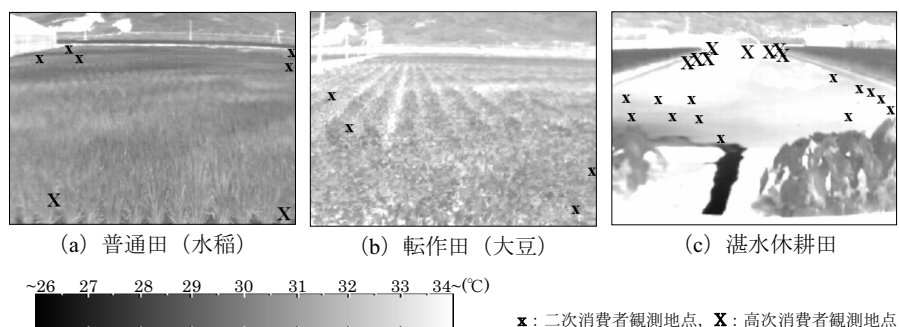 (a) 普通田（水稲）
(b) 転作田（大豆）
(c) 湛水休耕田
~26 27 28 29 30 31 32 33 34~(℃)
x：二次消費者観測地点，X：高次消費者観測地点